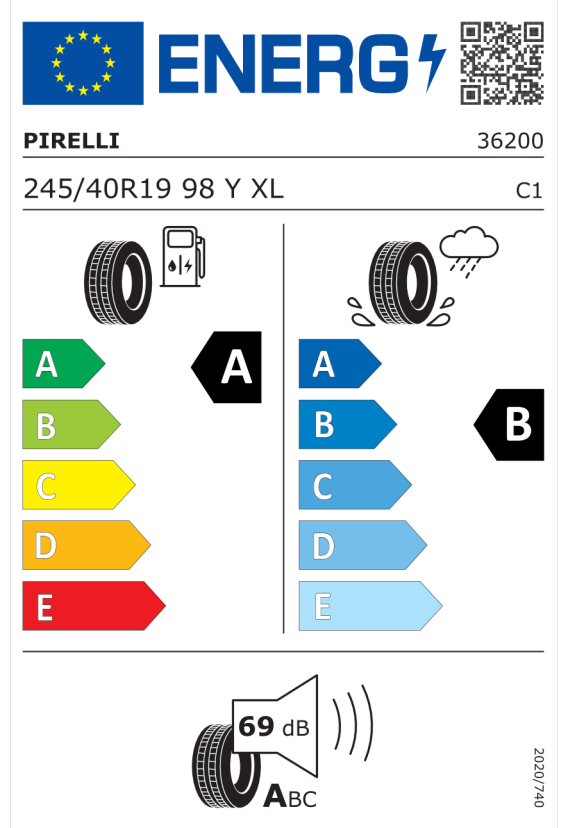 ENERG
PIRELLI 36200
245/40R19 98 Y XL C1
A A
B
C
D
E
A
B B
C
D
E
69 dB
ABC
2020/740